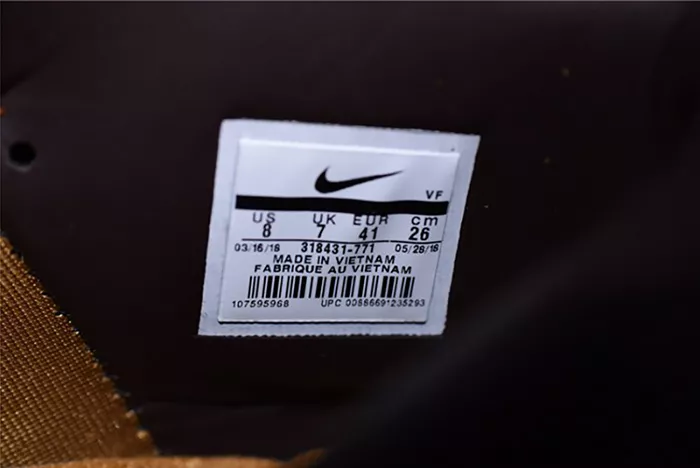 VF
US UK EUR cm
8 7 41 26
03/16/18 318431-771 05/28/18
MADE IN VIETNAM
FABRIQUE AU VIETNAM
107595968 UPC 00886691235293